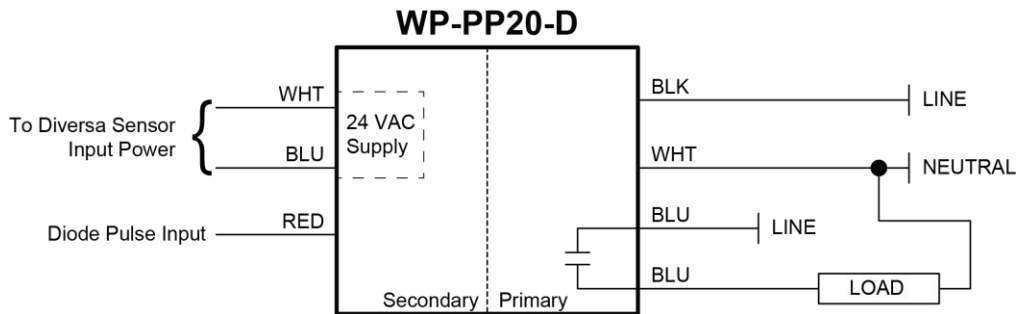 WP-PP20-D
WHT
BLK
24 VAC
Supply
LINE
To Diversa Sensor
Input Power
BLU
WHT
NEUTRAL
RED
Diode Pulse Input
BLU
LINE
BLU
LOAD
Secondary
Primary